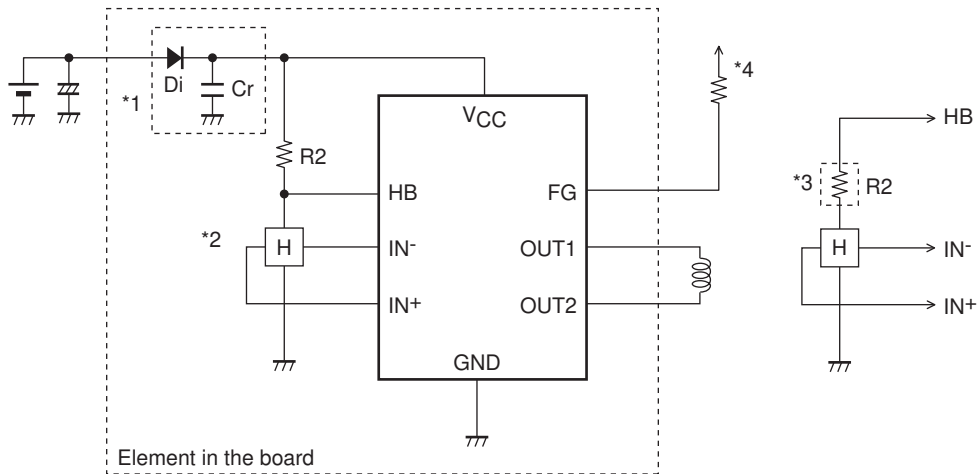 *1
Di
Cr
VCC
*4
R2
HB
FG
*2
H
IN-
OUT1
IN+
OUT2
GND
Element in the board
HB
*3
R2
H
IN-
IN+